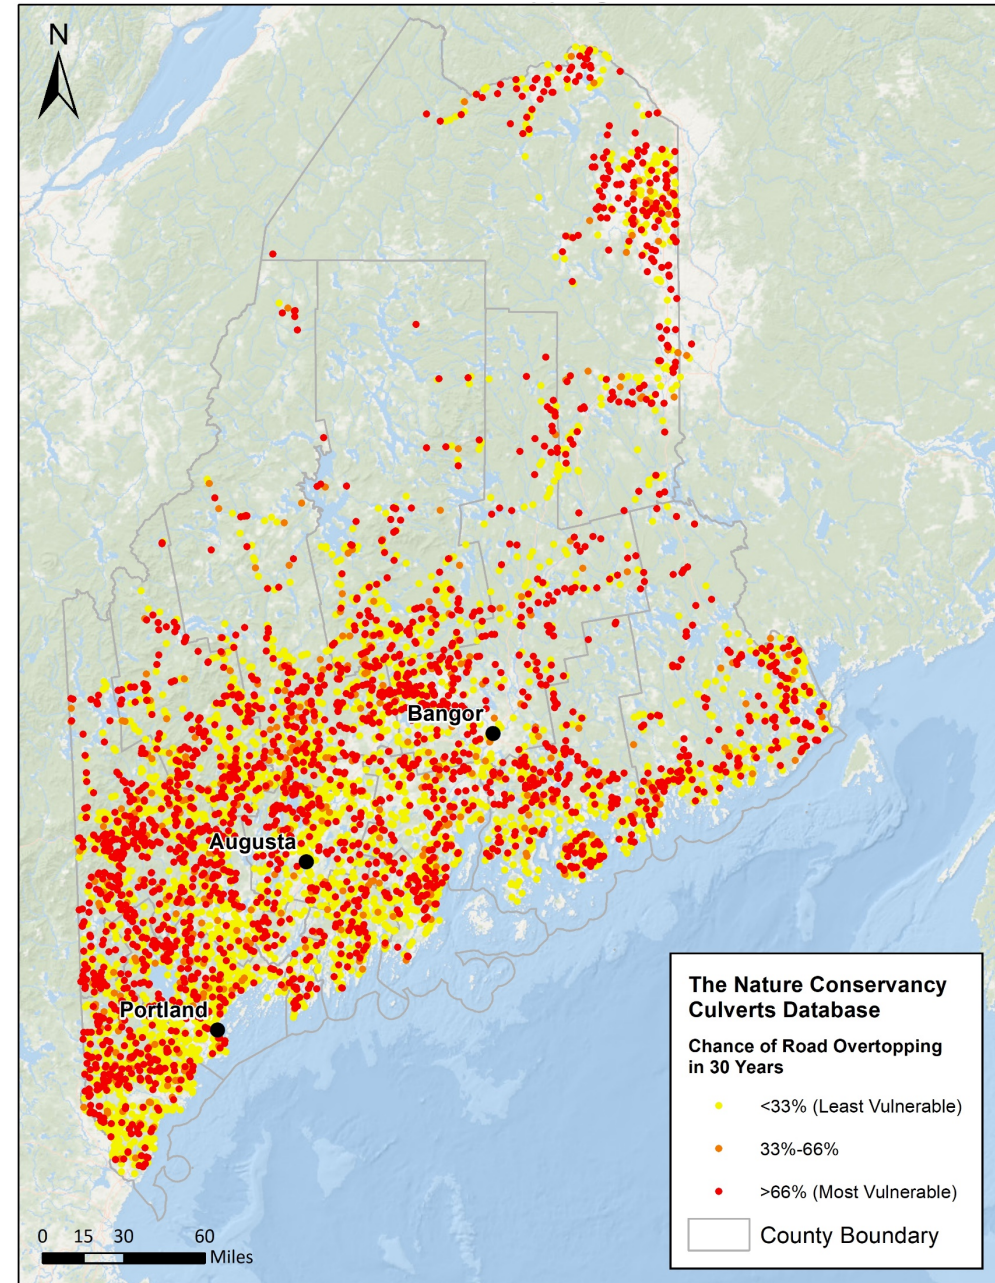 N
Bangor
Augusta
Portland
The Nature Conservancy
Culverts Database
Chance of Road Overtopping
in 30 Years
<33% (Least Vulnerable)
33%-66%
>66% (Most Vulnerable)
County Boundary
0 15 30 60
Miles